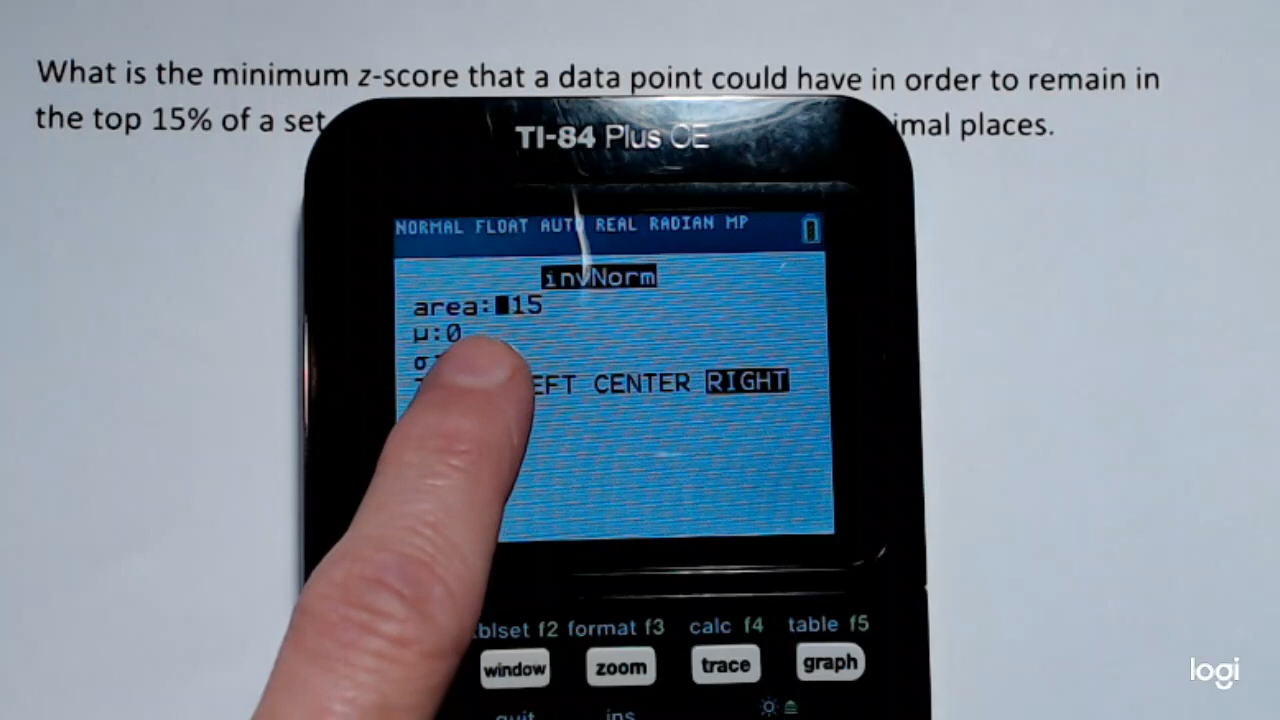 What is the minimum z-score that a data point could have in order to remain in
the top 15% of a set imal places.
TI-84 Plus CE
NORMAL FLOAT AUTO REAL RADIAN MP
invNorm
area: 15
μ:0
σ
EFT CENTER RIGHT
blset f2 format f3 calc f4 table f5
window zoom trace graph
quit ins
logi